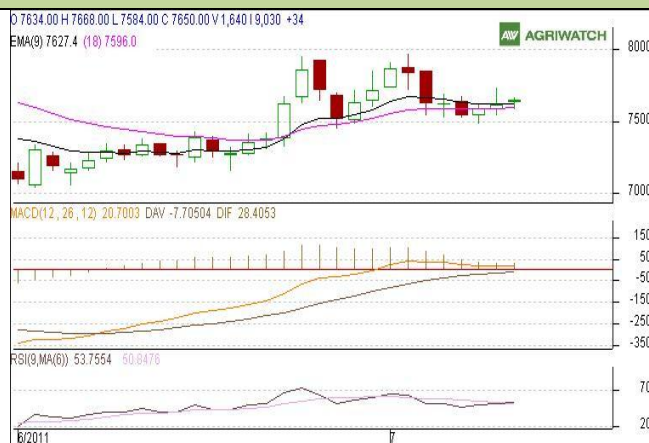 O 7634.00 H 7668.00 L 7584.00 C 7650.00 V 1,640 I 9,030 +34
EMA(9) 7627.4 (18) 7596.0
AW AGRIWATCH
8000
7500
7000
MACD(12, 26, 12) 20.7003 DAV -7.70504 DIF 28.4053
150
50
-50
-150
-250
-350
RSI(9,MA(6)) 53.7554 50.8476
70
20
6/2011 7